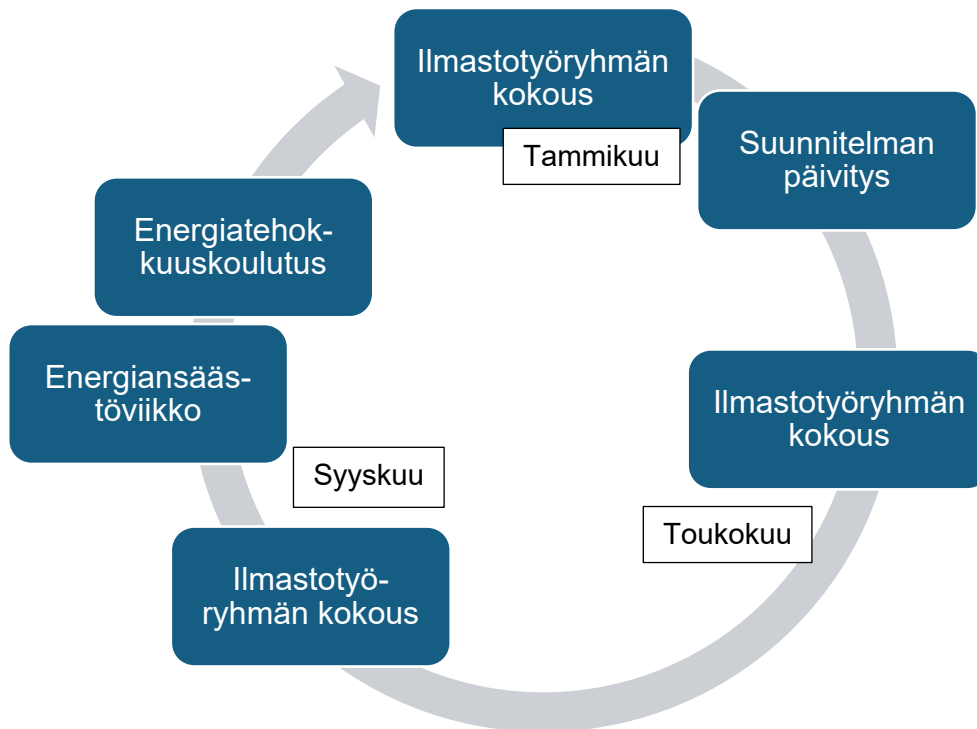 Ilmastotyöryhmän
kokous
Tammikuu
Suunnitelman
päivitys
Ilmastotyöryhmän
kokous
Toukokuu
Ilmastotyö-
ryhmän kokous
Syyskuu
Energiansääs-
töviikko
Energiatehok-
kuuskoulutus